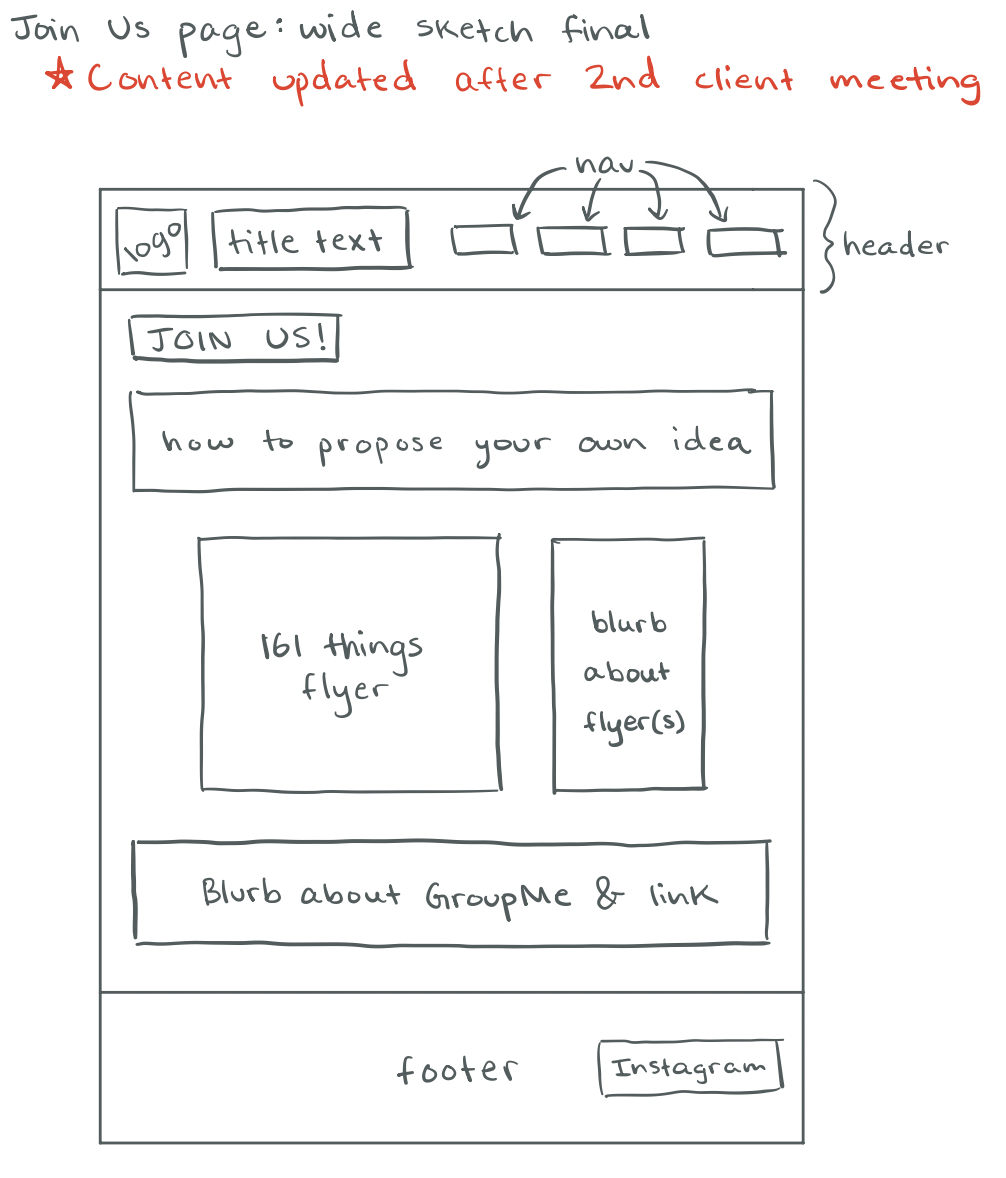 Join Us page: wide sketch final
☆ Content updated after 2nd client meeting
nav
logo
title text
header
JOIN US!
how to propose your own idea
161 things
flyer
blurb
about
flyer(s)
Blurb about GroupMe & link
footer
Instagram